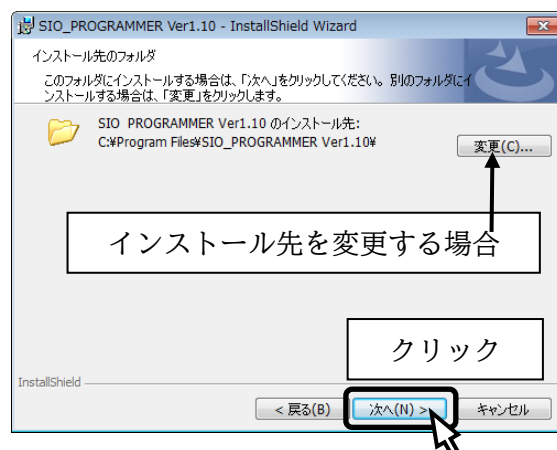 SIO_PROGRAMMER Ver1.10 - InstallShield Wizard
インストール先のフォルダ
このフォルダにインストールする場合は、「次へ」をクリックしてください。別のフォルダにイ
ンストールする場合は、「変更」をクリックします。
SIO PROGRAMMER Ver1.10 のインストール先:
C:¥Program Files¥SIO_PROGRAMMER Ver1.10¥
変更(C)...
インストール先を変更する場合
クリック
InstallShield
< 戻る(B)
次へ(N) >
キャンセル